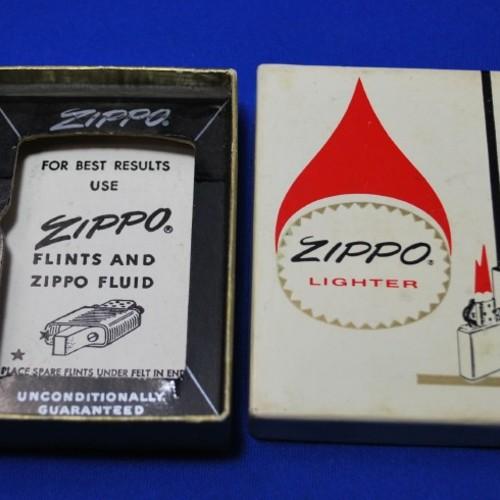 ZIPPO®
FOR BEST RESULTS
USE
ZIPPO®
FLINTS AND
ZIPPO FLUID
PLACE SPARE FLINTS UNDER FELT IN END
UNCONDITIONALLY
GUARANTEED
ZIPPO®
LIGHTER